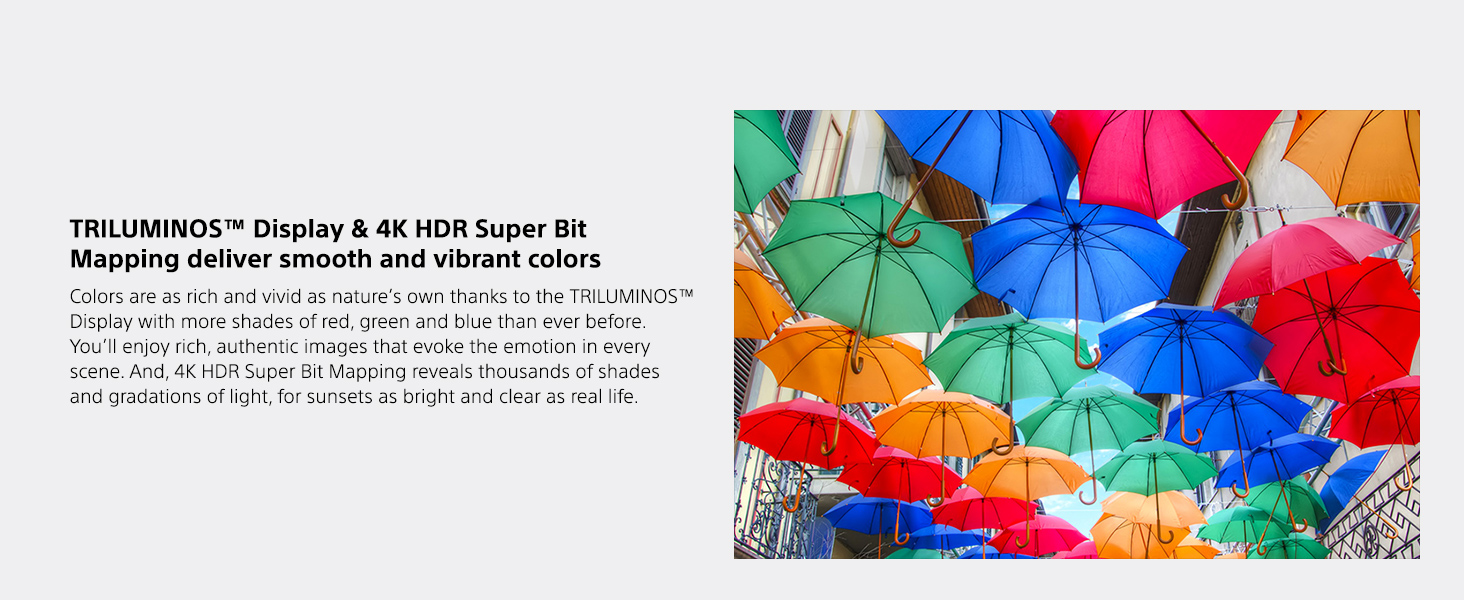 TRILUMINOS™ Display & 4K HDR Super Bit
Mapping deliver smooth and vibrant colors
Colors are as rich and vivid as nature’s own thanks to the TRILUMINOS™
Display with more shades of red, green and blue than ever before.
You’ll enjoy rich, authentic images that evoke the emotion in every
scene. And, 4K HDR Super Bit Mapping reveals thousands of shades
and gradations of light, for sunsets as bright and clear as real life.